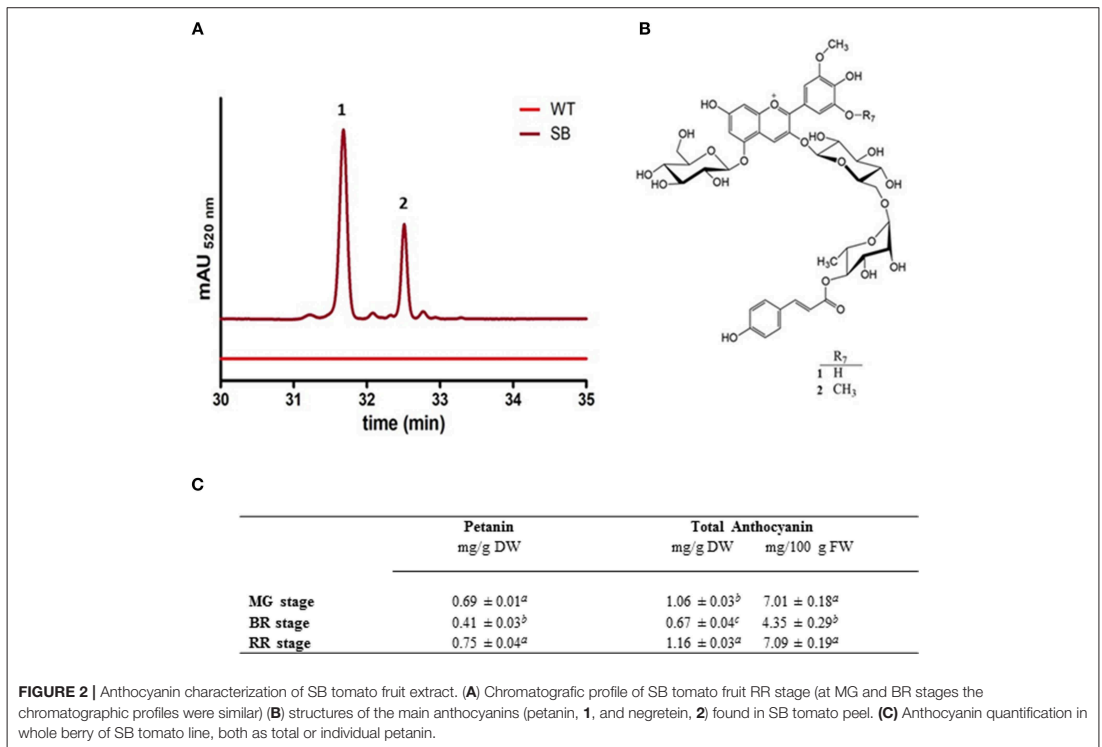 A
B
1
2
WT
SB
mAU 520 nm
30 31 32 33 34 35
time (min)
CH3
O
OH
HO
O+
O–R7
OH
O
HO
HO
OH
O
O
HO
OH
O
OH
O
O
H3C
OH
OH
O
O
HO
R7
1 H
2 CH3
C
Petanin Total Anthocyanin
mg/g DW mg/g DW mg/100 g FW
MG stage 0.69 ±0.01a 1.06 ±0.03b 7.01 ±0.18a
BR stage 0.41 ±0.03b 0.67 ±0.04c 4.35 ±0.29b
RR stage 0.75 ±0.04a 1.16 ±0.03a 7.09 ±0.19a
FIGURE 2 | Anthocyanin characterization of SB tomato fruit extract. (A) Chromatografic profile of SB tomato fruit RR stage (at MG and BR stages the
chromatographic profiles were similar) (B) structures of the main anthocyanins (petanin, 1, and negretein, 2) found in SB tomato peel. (C) Anthocyanin quantification in
whole berry of SB tomato line, both as total or individual petanin.